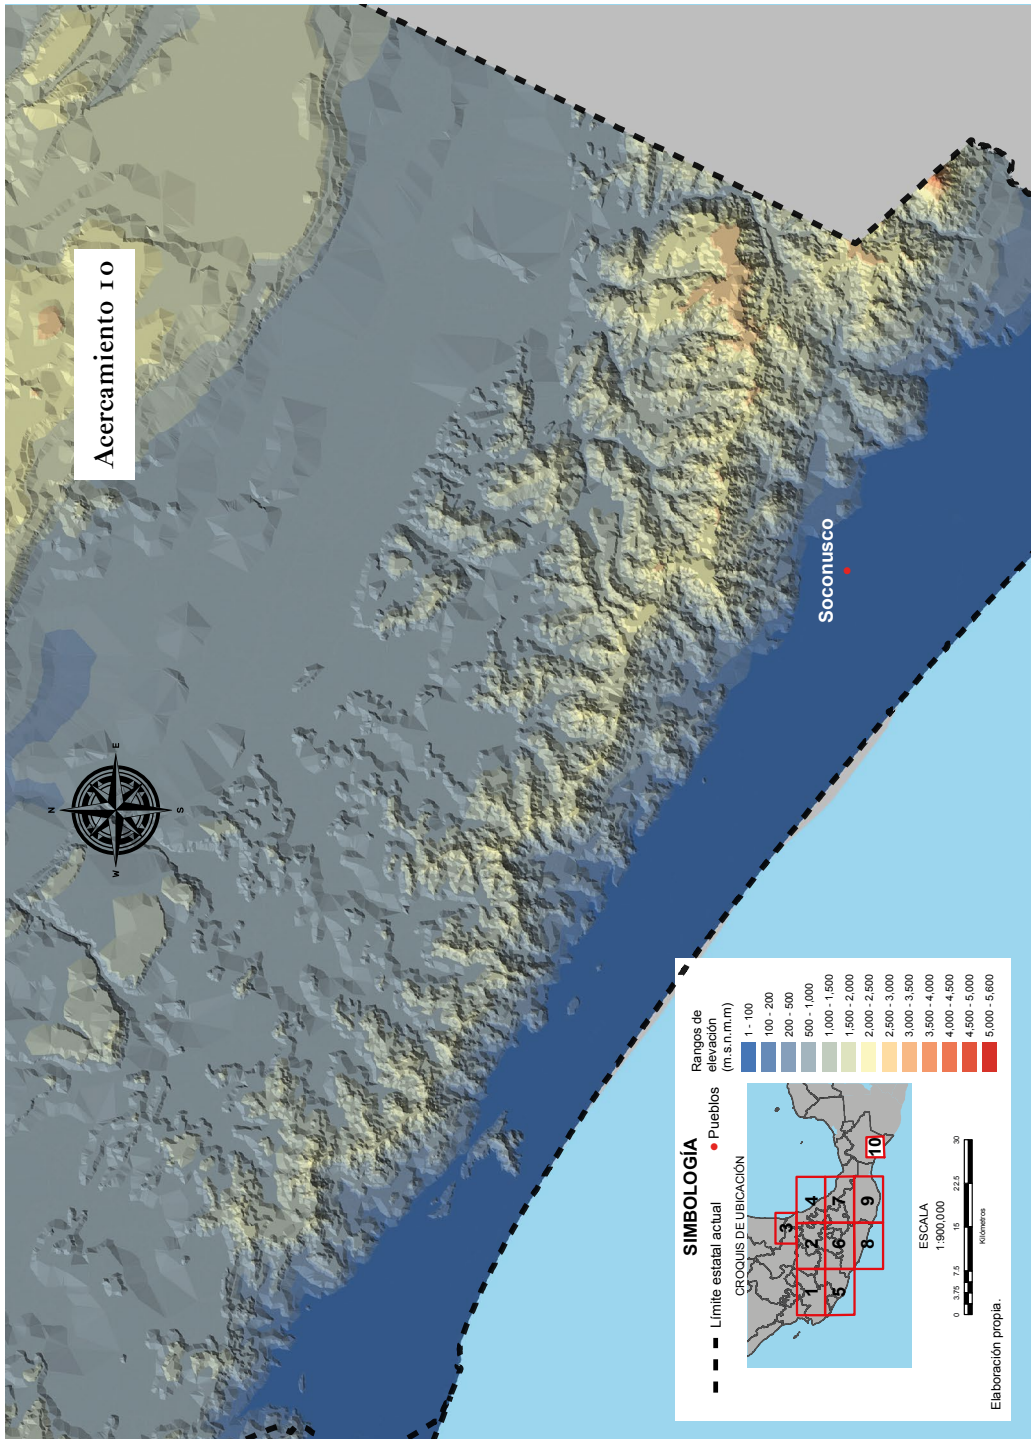 Acercamiento 10
N
E
S
W
Soconusco
SIMBOLOGÍA
Límite estatal actual
Pueblos
CROQUIS DE UBICACIÓN
1
2
3
4
5
6
7
8
9
10
Rangos de
elevación
(m.s.n.m.m)
1 - 100
100 - 200
200 - 500
500 - 1,000
1,000 - 1,500
1,500 - 2,000
2,000 - 2,500
2,500 - 3,000
3,000 - 3,500
3,500 - 4,000
4,000 - 4,500
4,500 - 5,000
5,000 - 5,600
ESCALA
1:900,000
0 3.75 7.5 15 22.5 30
Kilómetros
Elaboración propia.